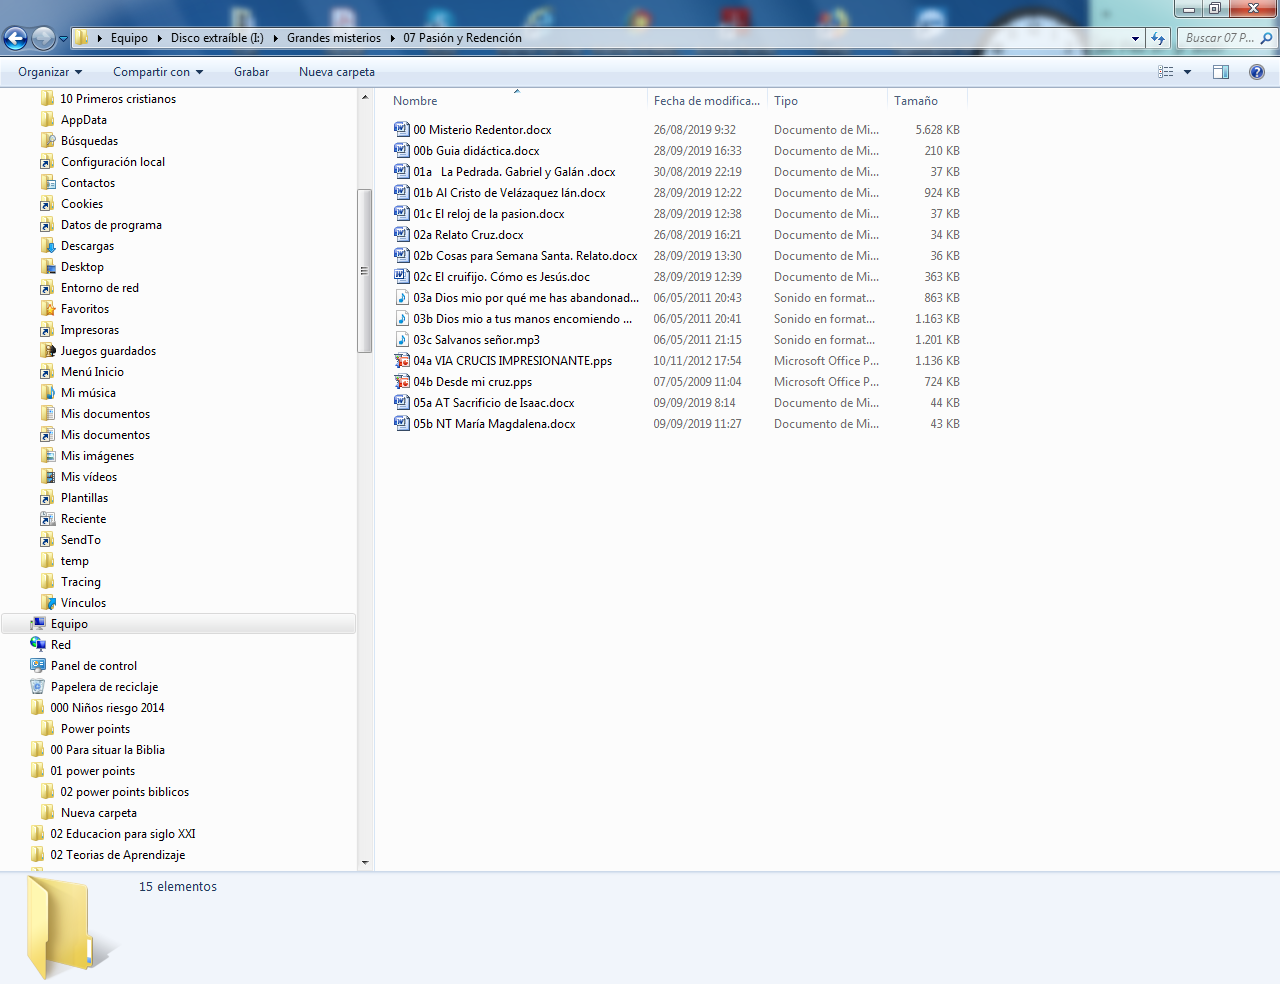 Equipo ▸ Disco extraíble (I:) ▸ Grandes misterios ▸ 07 Pasión y Redención
Buscar 07 P...
Organizar Compartir con Grabar Nueva carpeta
10 Primeros cristianos
AppData
Búsquedas
Configuración local
Contactos
Cookies
Datos de programa
Descargas
Desktop
Entorno de red
Favoritos
Impresoras
Juegos guardados
Menú Inicio
Mi música
Mis documentos
Mis documentos
Mis imágenes
Mis vídeos
Plantillas
Reciente
SendTo
temp
Tracing
Vínculos
Equipo
Red
Panel de control
Papelera de reciclaje
000 Niños riesgo 2014
Power points
00 Para situar la Biblia
01 power points
02 power points biblicos
Nueva carpeta
02 Educacion para siglo XXI
02 Teorias de Aprendizaje
Nombre Fecha de modifica... Tipo Tamaño
00 Misterio Redentor.docx 26/08/2019 9:32 Documento de Mi... 5.628 KB
00b Guia didáctica.docx 28/09/2019 16:33 Documento de Mi... 210 KB
01a La Pedrada. Gabriel y Galán .docx 30/08/2019 22:19 Documento de Mi... 37 KB
01b Al Cristo de Velázaquez lán.docx 28/09/2019 12:22 Documento de Mi... 924 KB
01c El reloj de la pasion.docx 28/09/2019 12:38 Documento de Mi... 37 KB
02a Relato Cruz.docx 26/08/2019 16:21 Documento de Mi... 34 KB
02b Cosas para Semana Santa. Relato.docx 28/09/2019 13:30 Documento de Mi... 36 KB
02c El cruifijo. Cómo es Jesús.doc 28/09/2019 12:39 Documento de Mi... 363 KB
03a Dios mio por qué me has abandonad... 06/05/2011 20:43 Sonido en format... 863 KB
03b Dios mio a tus manos encomiendo ... 06/05/2011 20:41 Sonido en format... 1.163 KB
03c Salvanos señor.mp3 06/05/2011 21:15 Sonido en format... 1.201 KB
04a VIA CRUCIS IMPRESIONANTE.pps 10/11/2012 17:54 Microsoft Office P... 1.136 KB
04b Desde mi cruz.pps 07/05/2009 11:04 Microsoft Office P... 724 KB
05a AT Sacrificio de Isaac.docx 09/09/2019 8:14 Documento de Mi... 44 KB
05b NT María Magdalena.docx 09/09/2019 11:27 Documento de Mi... 43 KB
15 elementos